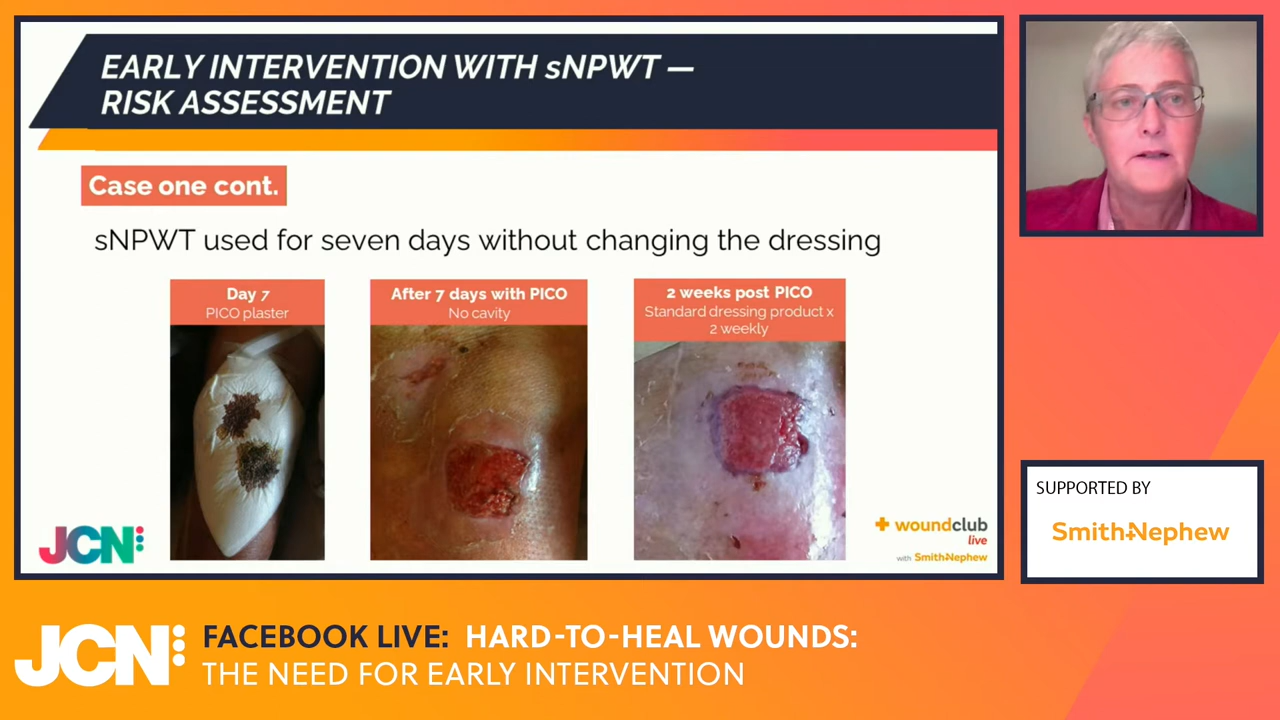 EARLY INTERVENTION WITH sNPWT —
RISK ASSESSMENT
Case one cont.
sNPWT used for seven days without changing the dressing
Day 7
PICO plaster
After 7 days with PICO
No cavity
2 weeks post PICO
Standard dressing product x
2 weekly
JCN
woundclub
live
with Smith+Nephew
SUPPORTED BY
Smith+Nephew
JCN
FACEBOOK LIVE: HARD-TO-HEAL WOUNDS:
THE NEED FOR EARLY INTERVENTION